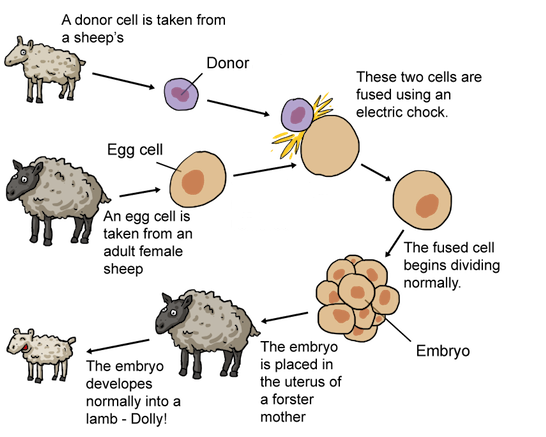 A donor cell is taken from
a sheep's
Donor
These two cells are
fused using an
electric chock.
Egg cell
An egg cell is
taken from an
adult female
sheep
The fused cell
begins dividing
normally.
Embryo
The embryo
is placed in
the uterus of
a forster
mother
The embryo
developes
normally into a
lamb - Dolly!